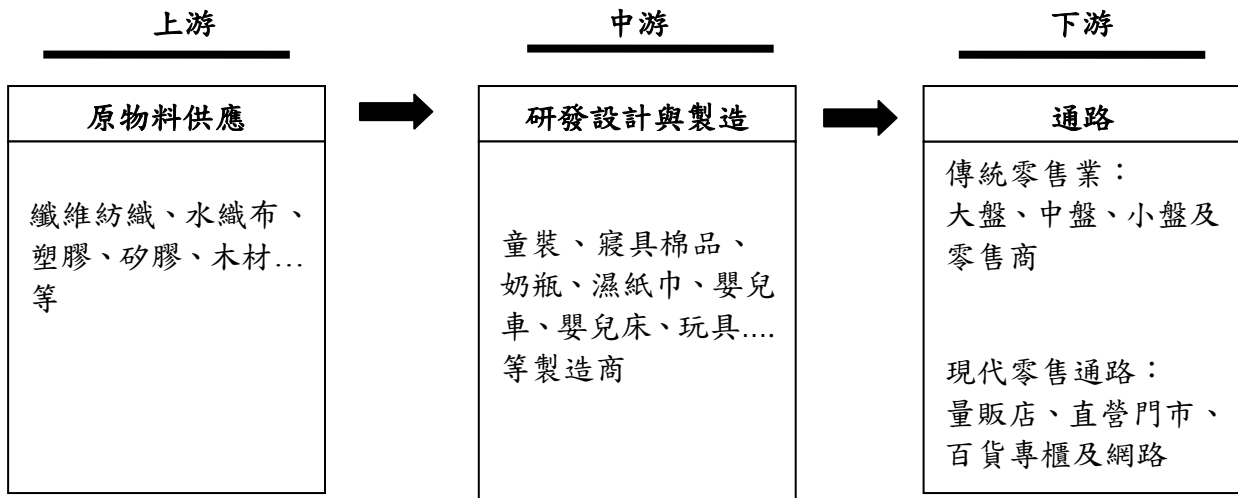 上游
中游
下游
原物料供應
研發設計與製造
通路
纖維紡織、水織布、
塑膠、矽膠、木材…
等
童裝、寢具棉品、
奶瓶、濕紙巾、嬰兒
車、嬰兒床、玩具....
等製造商
傳統零售業：
大盤、中盤、小盤及
零售商
現代零售通路：
量販店、直營門市、
百貨專櫃及網路